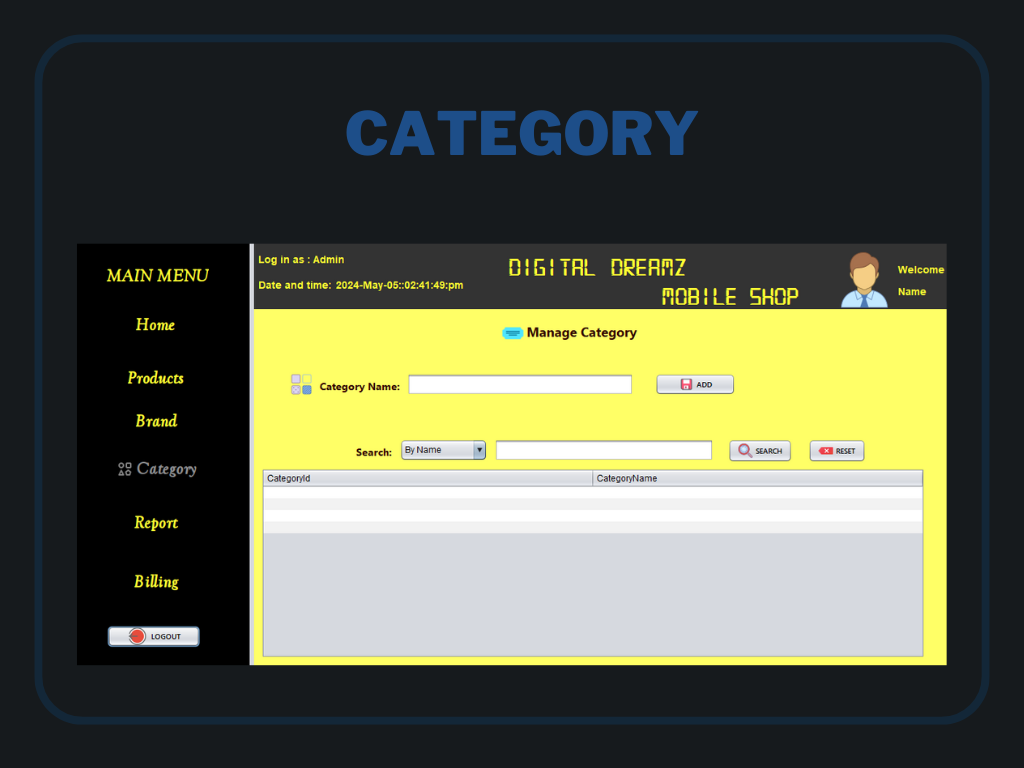 CATEGORY
MAIN MENU
Home
Products
Brand
Category
Report
Billing
LOGOUT
Log in as : Admin
Date and time: 2024-May-05::02:41:49:pm
DIGITAL DREAMZ
MOBILE SHOP
Welcome
Name
Manage Category
Category Name:
ADD
Search:
By Name
SEARCH
RESET
CategoryId
CategoryName